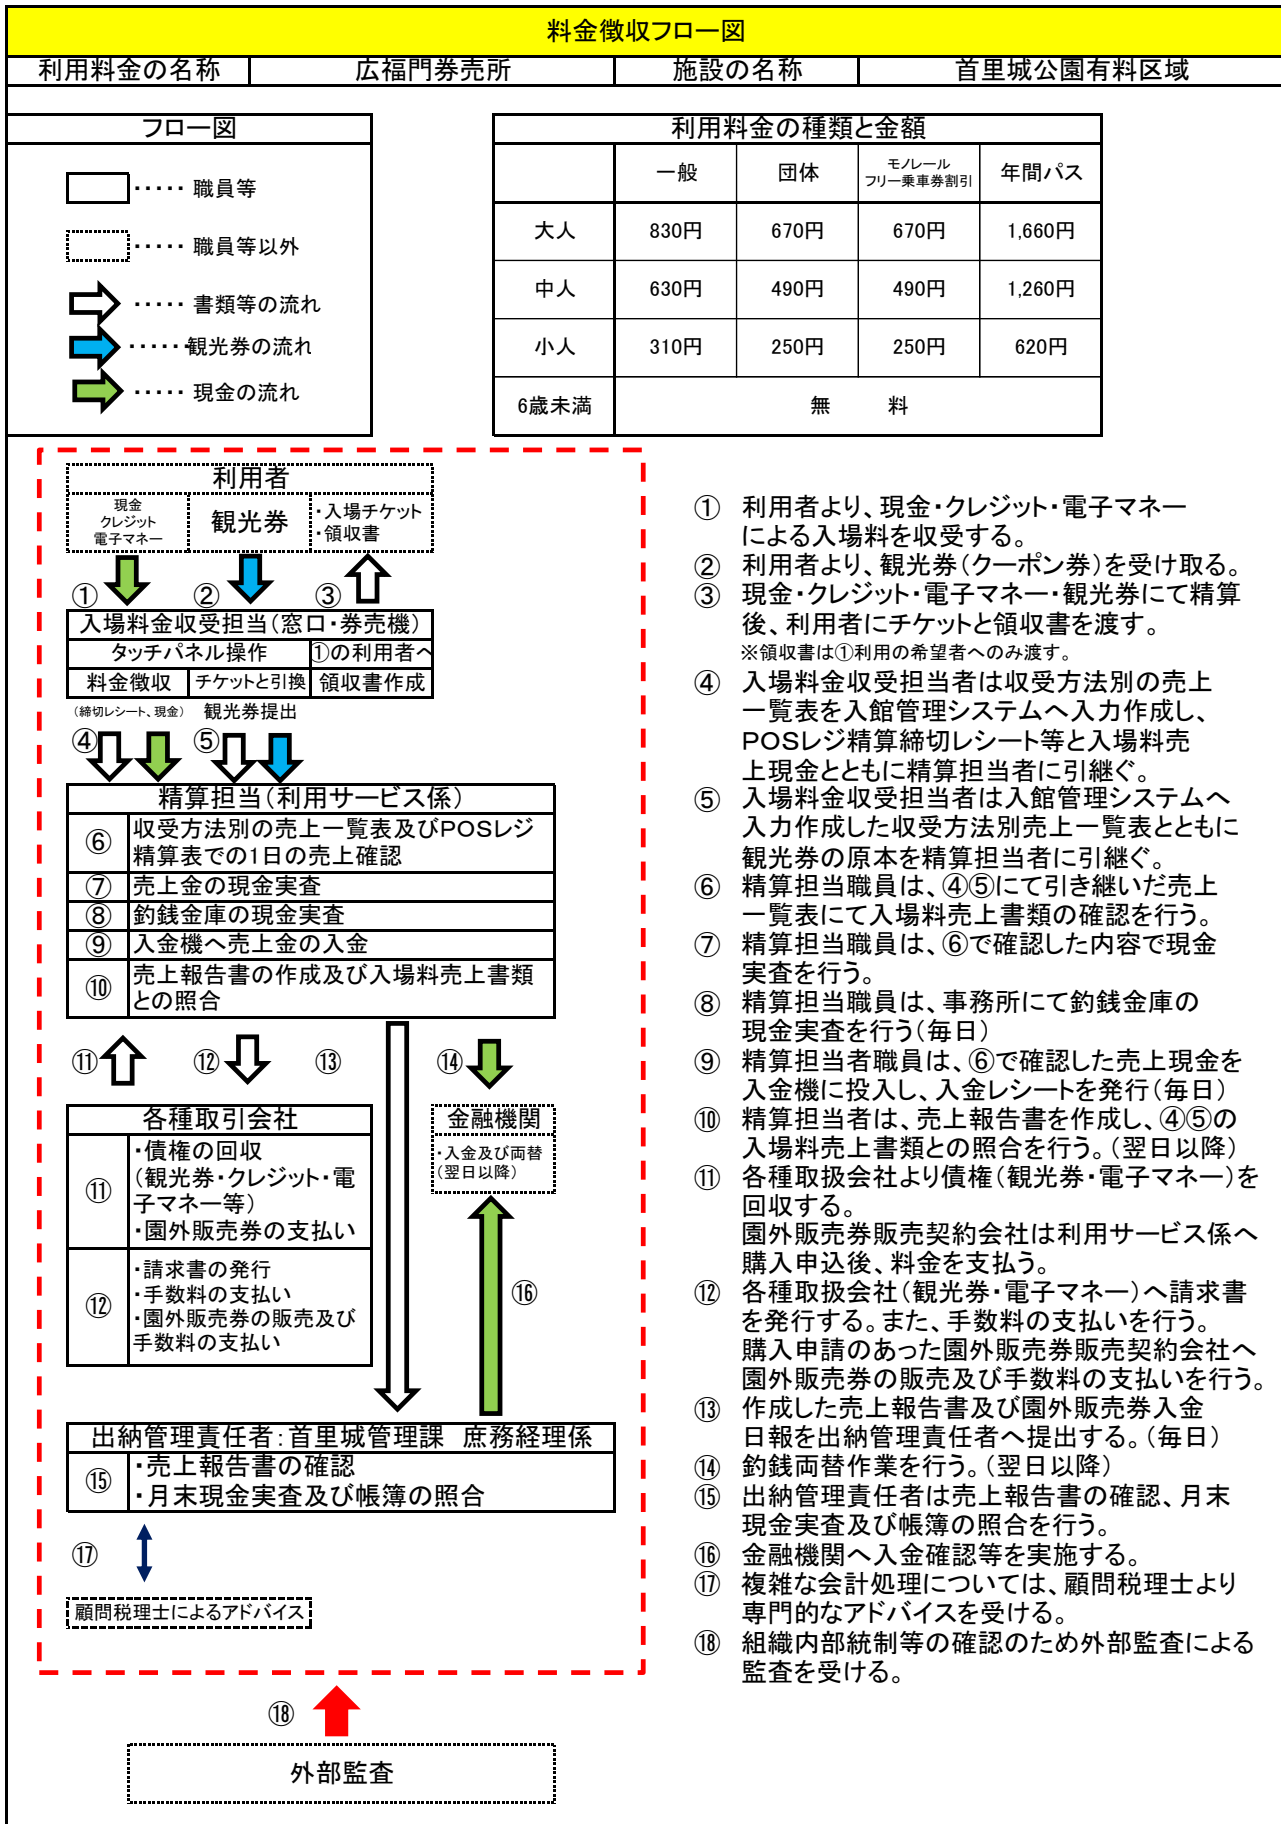 料金徴収フロー図
利用料金の名称
広福門券売所
施設の名称
首里城公園有料区域
フロー図
‥‥‥ 職員等
‥‥‥ 職員等以外
‥‥‥ 書類等の流れ
‥‥‥観光券の流れ
‥‥‥ 現金の流れ
利用料金の種類と金額
一般 団体 モノレール フリー乗車券割引 年間パス
大人 830円 670円 670円 1,660円
中人 630円 490円 490円 1,260円
小人 310円 250円 250円 620円
6歳未満 無 料
利用者
現金
クレジット
電子マネー
観光券
・入場チケット
・領収書
① ② ③
入場料金収受担当(窓口・券売機)
タッチパネル操作 ①の利用者へ
料金徴収 チケットと引換 領収書作成
(締切レシート、現金) 観光券提出
④ ⑤
精算担当(利用サービス係)
⑥ 収受方法別の売上一覧表及びPOSレジ
精算表での1日の売上確認
⑦ 売上金の現金実査
⑧ 釣銭金庫の現金実査
⑨ 入金機へ売上金の入金
⑩ 売上報告書の作成及び入場料売上書類
との照合
⑪ ⑫ ⑬ ⑭
各種取引会社
⑪ ・債権の回収
(観光券・クレジット・電
子マネー等)
・園外販売券の支払い
⑫ ・請求書の発行
・手数料の支払い
・園外販売券の販売及び
手数料の支払い
金融機関
・入金及び両替
(翌日以降)
⑯
出納管理責任者:首里城管理課 庶務経理係
⑮ ・売上報告書の確認
・月末現金実査及び帳簿の照合
⑰
顧問税理士によるアドバイス
⑱
外部監査
① 利用者より、現金・クレジット・電子マネー
による入場料を収受する。
② 利用者より、観光券(クーポン券)を受け取る。
③ 現金・クレジット・電子マネー・観光券にて精算
後、利用者にチケットと領収書を渡す。
※領収書は①利用の希望者へのみ渡す。
④ 入場料金収受担当者は収受方法別の売上
一覧表を入館管理システムへ入力作成し、
POSレジ精算締切レシート等と入場料売
上現金とともに精算担当者に引継ぐ。
⑤ 入場料金収受担当者は入館管理システムへ
入力作成した収受方法別売上一覧表とともに
観光券の原本を精算担当者に引継ぐ。
⑥ 精算担当職員は、④⑤にて引き継いだ売上
一覧表にて入場料売上書類の確認を行う。
⑦ 精算担当職員は、⑥で確認した内容で現金
実査を行う。
⑧ 精算担当職員は、事務所にて釣銭金庫の
現金実査を行う(毎日)
⑨ 精算担当者職員は、⑥で確認した売上現金を
入金機に投入し、入金レシートを発行(毎日)
⑩ 精算担当者は、売上報告書を作成し、④⑤の
入場料売上書類との照合を行う。(翌日以降)
⑪ 各種取扱会社より債権(観光券・電子マネー)を
回収する。
園外販売券販売契約会社は利用サービス係へ
購入申込後、料金を支払う。
⑫ 各種取扱会社(観光券・電子マネー)へ請求書
を発行する。また、手数料の支払いを行う。
購入申請のあった園外販売券販売契約会社へ
園外販売券の販売及び手数料の支払いを行う。
⑬ 作成した売上報告書及び園外販売券入金
日報を出納管理責任者へ提出する。(毎日)
⑭ 釣銭両替作業を行う。(翌日以降)
⑮ 出納管理責任者は売上報告書の確認、月末
現金実査及び帳簿の照合を行う。
⑯ 金融機関へ入金確認等を実施する。
⑰ 複雑な会計処理については、顧問税理士より
専門的なアドバイスを受ける。
⑱ 組織内部統制等の確認のため外部監査による
監査を受ける。